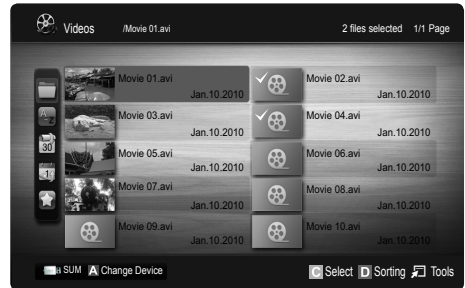 Videos /Movie 01.avi 2 files selected 1/1 Page
Movie 01.avi Movie 02.avi
Jan.10.2010 Jan.10.2010
Movie 03.avi Movie 04.avi
Jan.10.2010 Jan.10.2010
Movie 05.avi Movie 06.avi
Jan.10.2010 Jan.10.2010
Movie 07.avi Movie 08.avi
Jan.10.2010 Jan.10.2010
Movie 09.avi Movie 10.avi
Jan.10.2010 Jan.10.2010
30
1
SUM A Change Device C Select D Sorting Tools